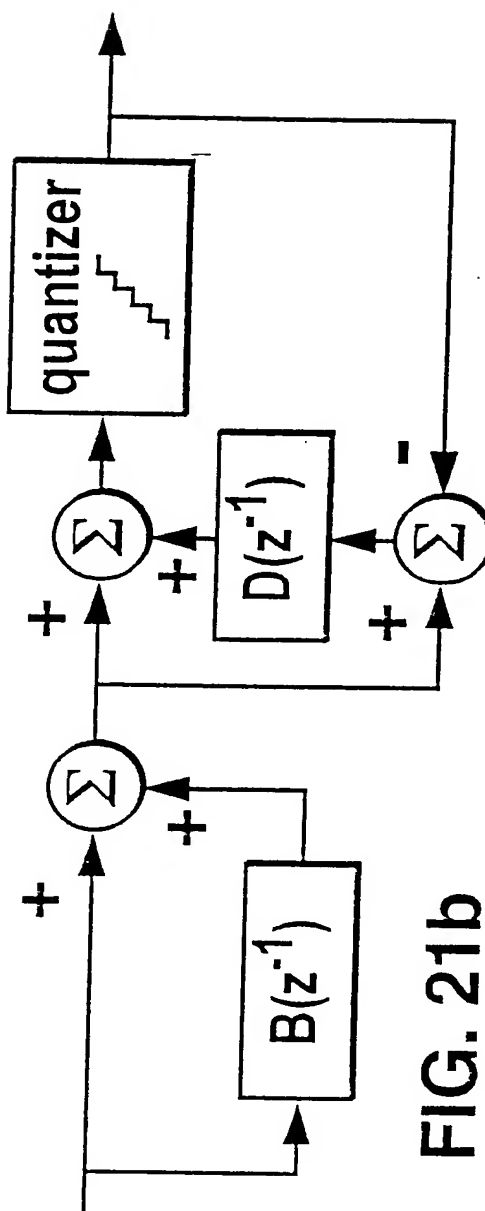 +
Σ
+
B(z⁻¹)
+
Σ
+
D(z⁻¹)
+
Σ
-
quantizer
FIG. 21b